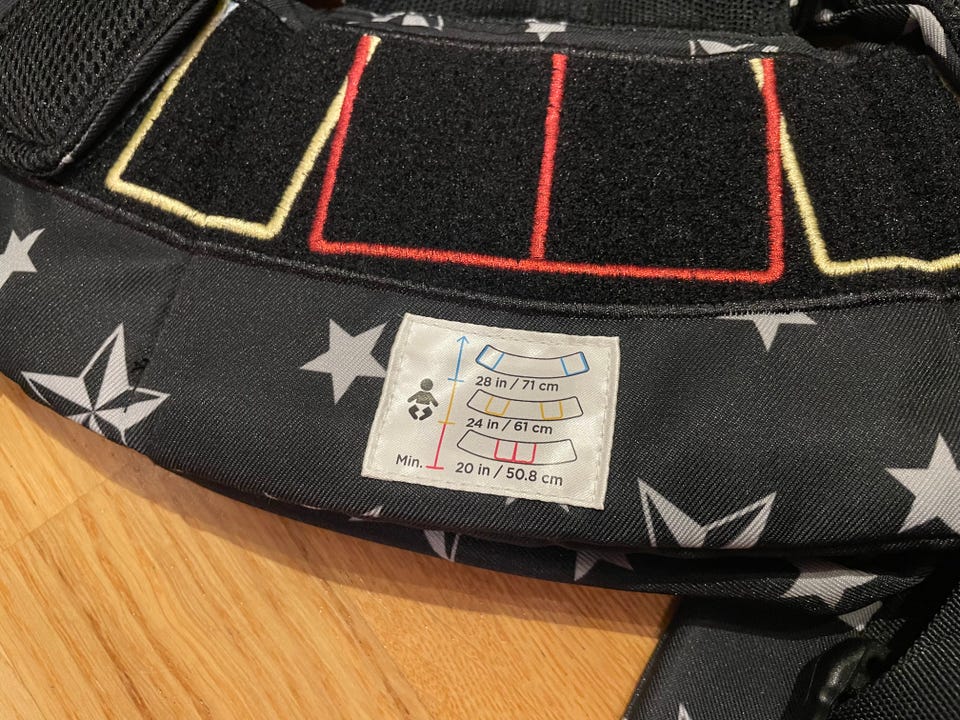 28 in / 71 cm
24 in / 61 cm
Min. 20 in / 50.8 cm